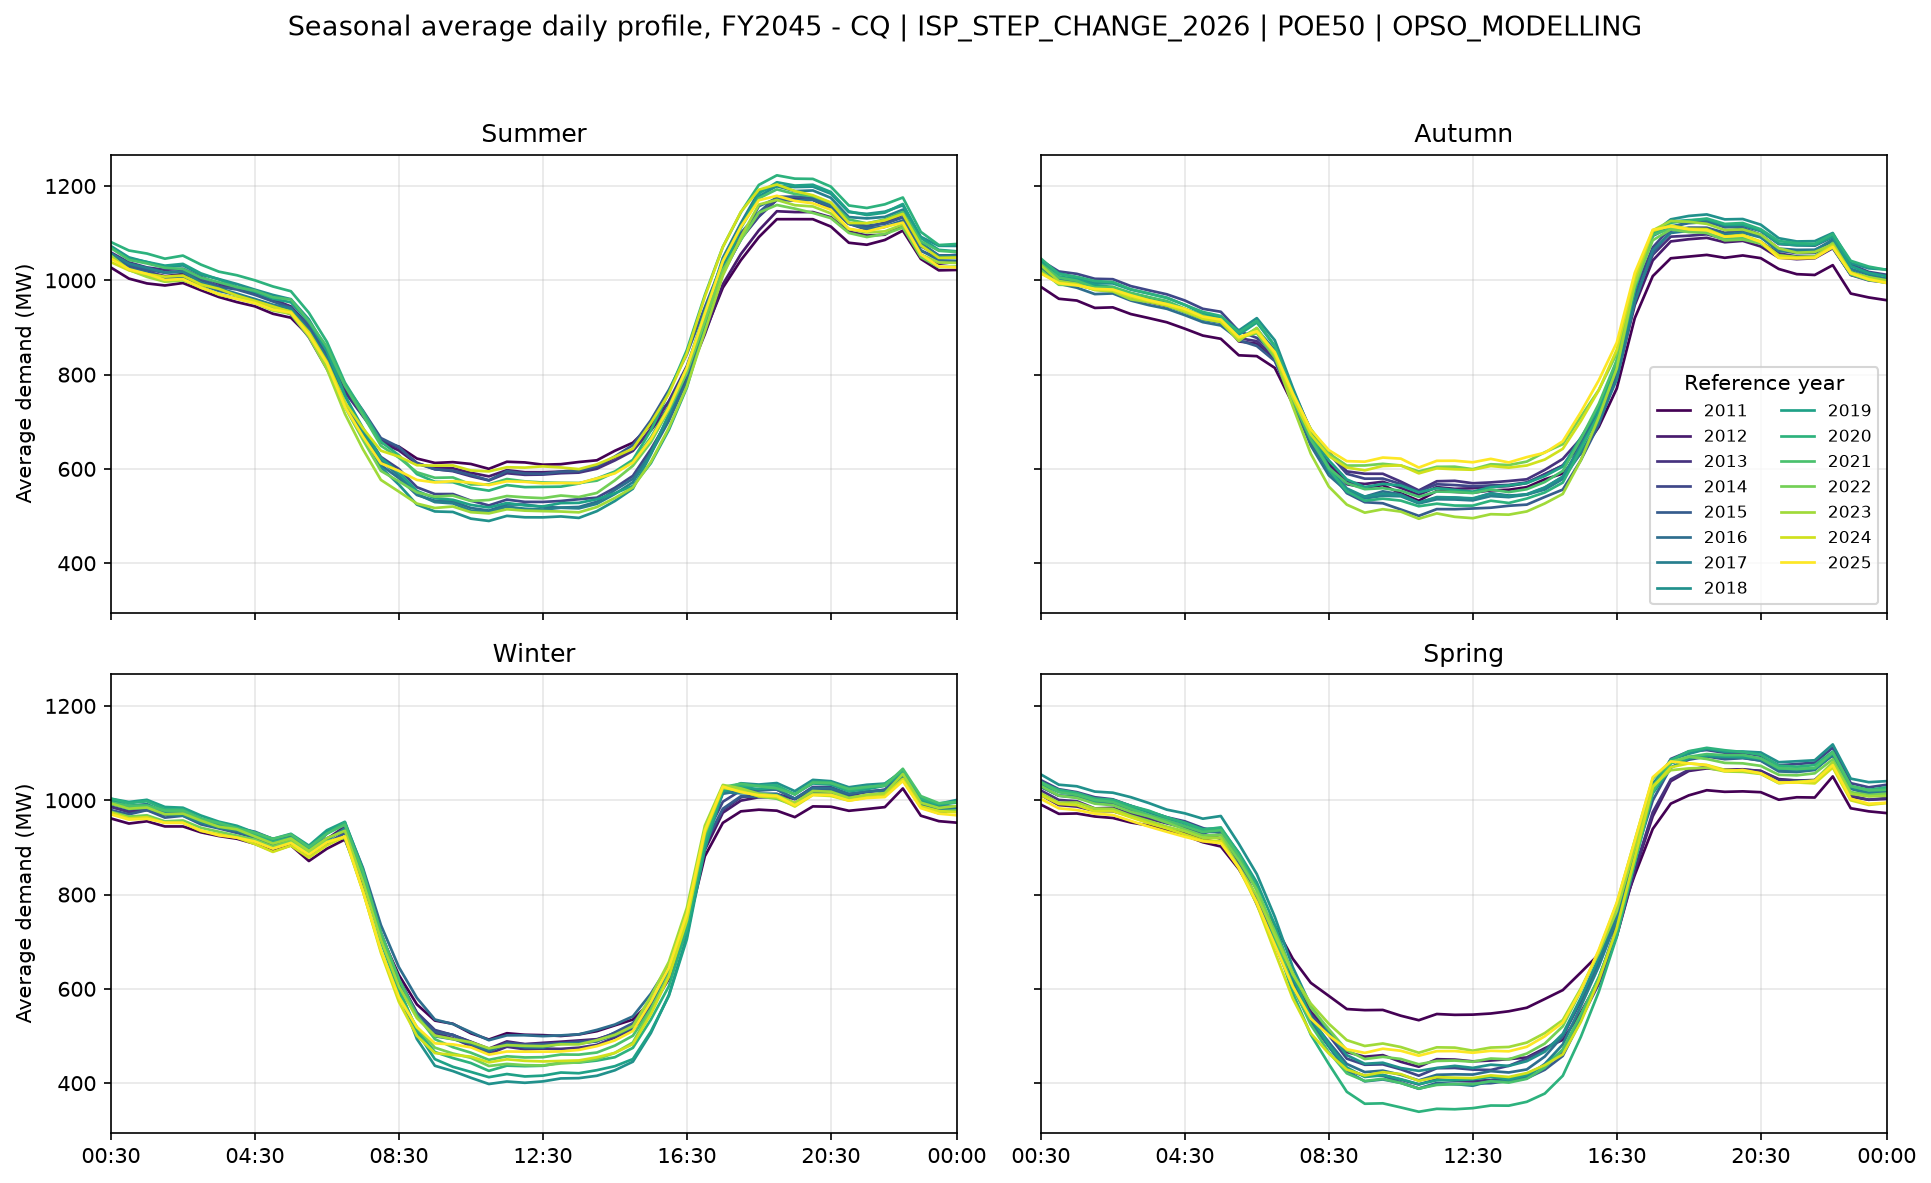 Seasonal average daily profile, FY2045 - CQ | ISP_STEP_CHANGE_2026 | POE50 | OPSO_MODELLING
Summer
Autumn
Average demand (MW)
1200
1000
800
600
400
Reference year
2011 2019
2012 2020
2013 2021
2014 2022
2015 2023
2016 2024
2017 2025
2018
Winter
Spring
Average demand (MW)
1200
1000
800
600
400
00:30 04:30 08:30 12:30 16:30 20:30 00:00
00:30 04:30 08:30 12:30 16:30 20:30 00:00